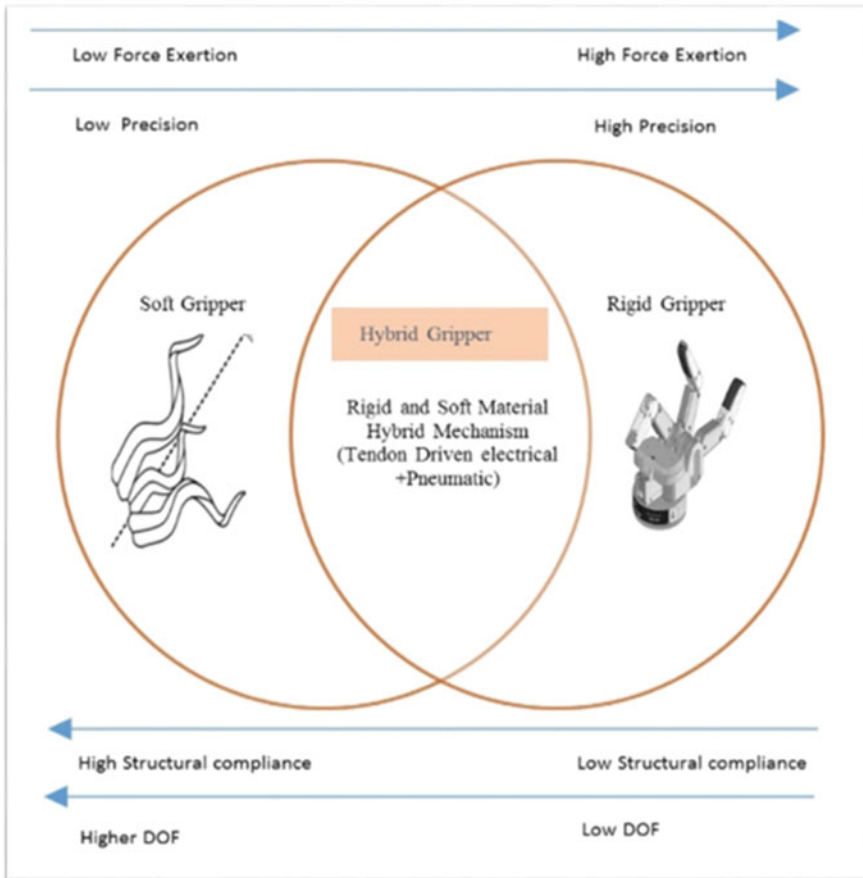 Low Force Exertion High Force Exertion
Low Precision High Precision
Soft Gripper
Hybrid Gripper
Rigid Gripper
Rigid and Soft Material
Hybrid Mechanism
(Tendon Driven electrical
+Pneumatic)
High Structural compliance Low Structural compliance
Higher DOF Low DOF